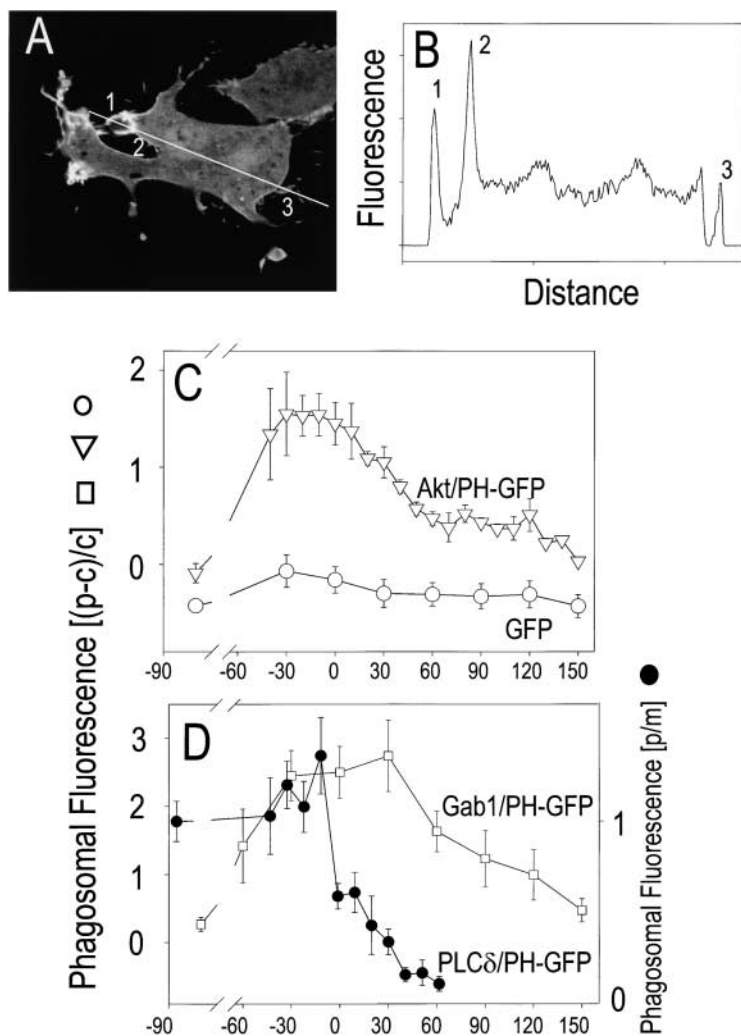 A
1
2
3
B
1
2
3
Fluorescence
Distance
C
2
1
0
Akt/PH-GFP
GFP
-90 -60 -30 0 30 60 90 120 150
D
3
2
1
0
Gab1/PH-GFP
PLCδ/PH-GFP
1
0
-90 -60 -30 0 30 60 90 120 150
Phagosomal Fluorescence [(p-c)/c]
Phagosomal Fluorescence [p/m]